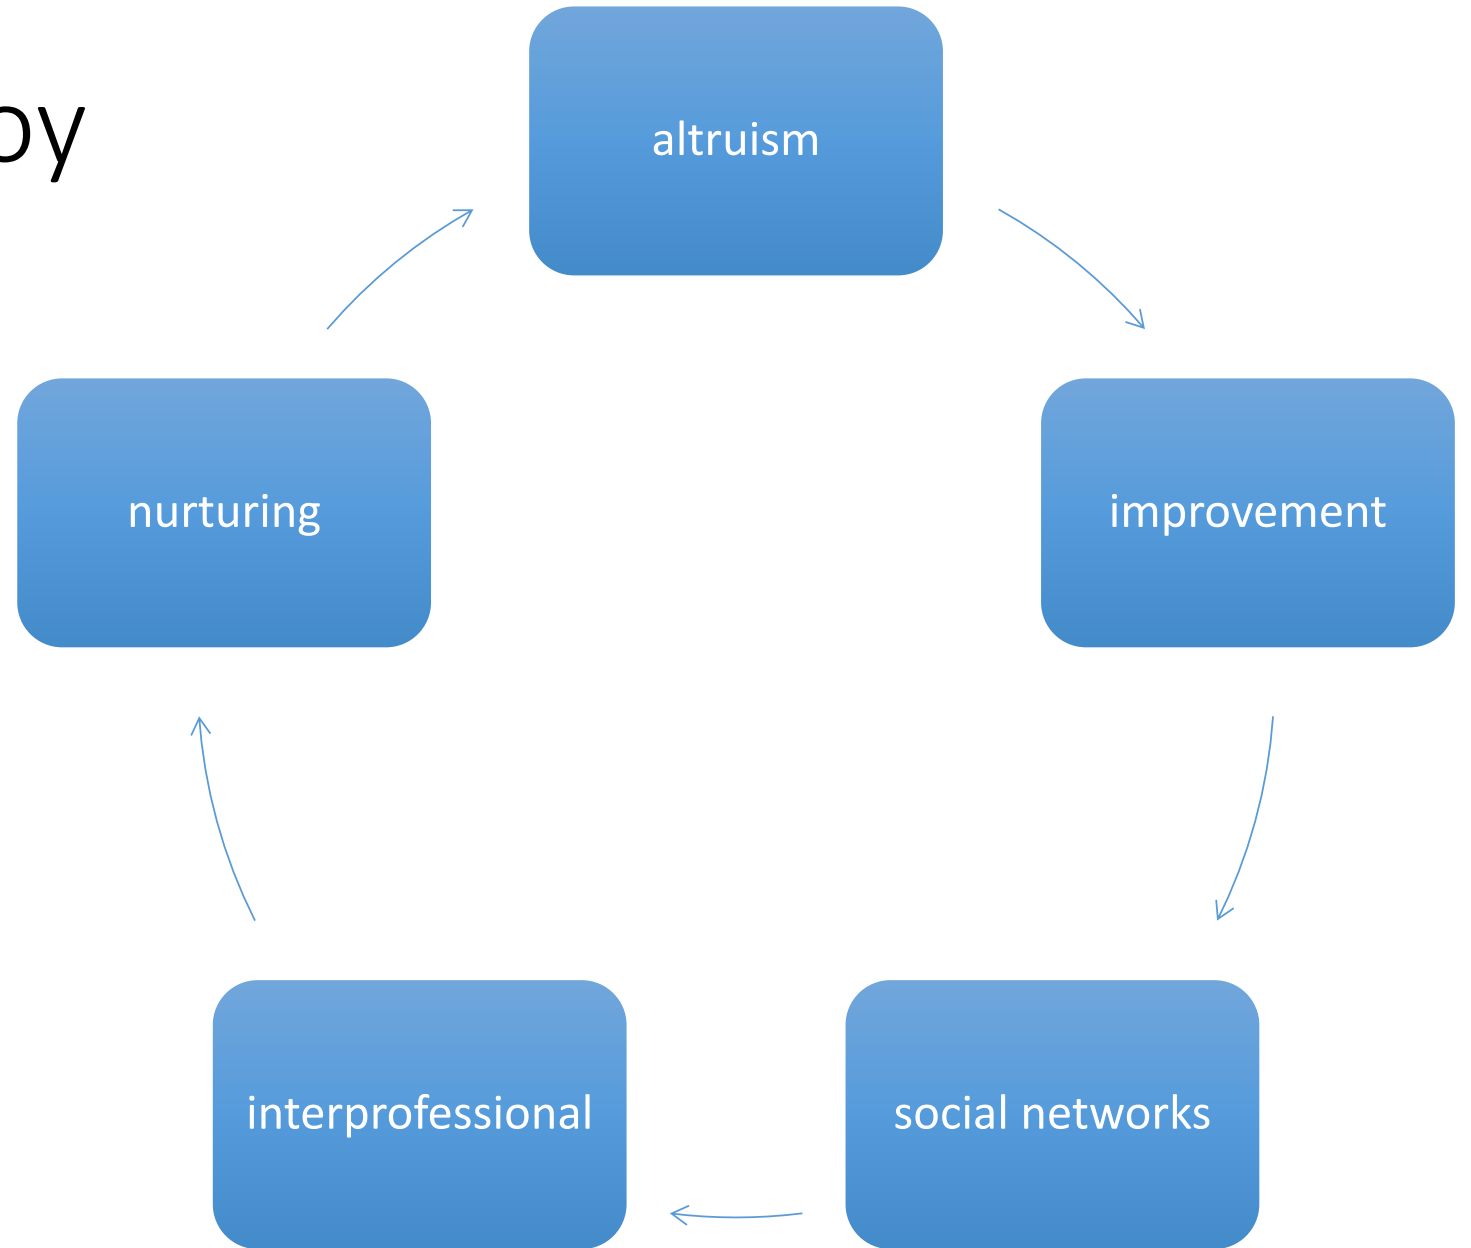 altruism
improvement
social networks
interprofessional
nurturing